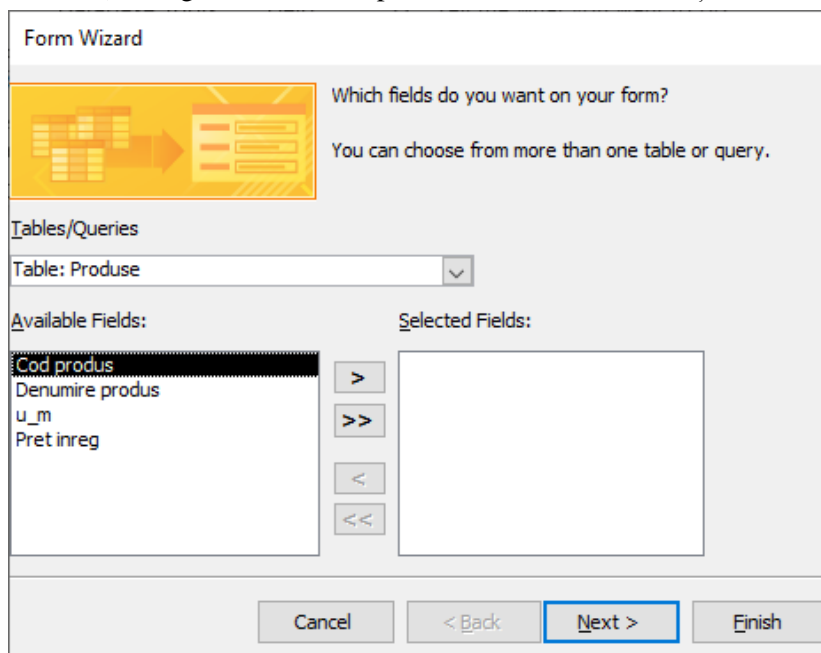 Form Wizard
Which fields do you want on your form?
You can choose from more than one table or query.
Tables/Queries
Table: Produse
Available Fields:
Selected Fields:
Cod produs
Denumire produs
u_m
Pret inreg
>
>>
<
<<
Cancel
< Back
Next >
Finish